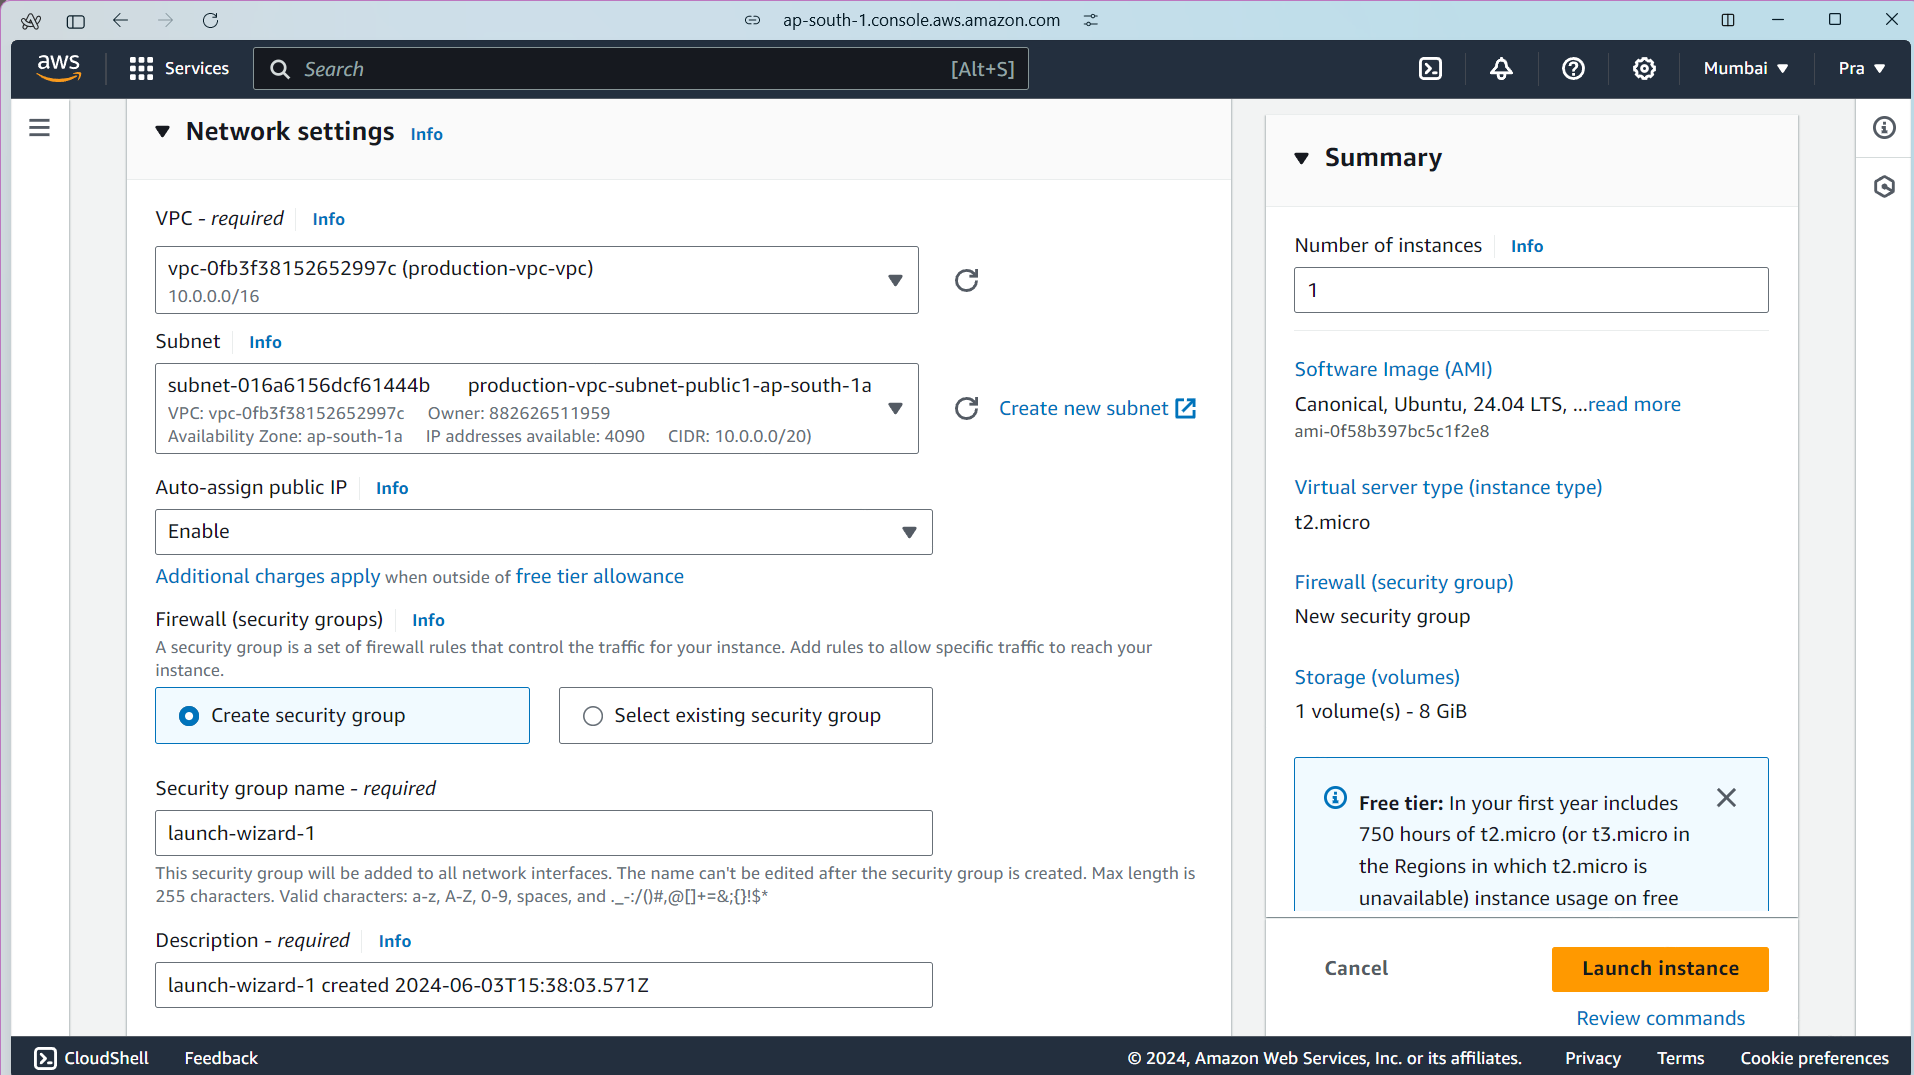 ap-south-1.console.aws.amazon.com
aws
Services
Search
[Alt+S]
Mumbai
Pra
Network settings Info
VPC - required Info
vpc-0fb3f38152652997c (production-vpc-vpc)
10.0.0.0/16
Subnet Info
subnet-016a6156dcf61444b production-vpc-subnet-public1-ap-south-1a
VPC: vpc-0fb3f38152652997c Owner: 882626511959
Availability Zone: ap-south-1a IP addresses available: 4090 CIDR: 10.0.0.0/20)
Create new subnet
Auto-assign public IP Info
Enable
Additional charges apply when outside of free tier allowance
Firewall (security groups) Info
A security group is a set of firewall rules that control the traffic for your instance. Add rules to allow specific traffic to reach your
instance.
Create security group
Select existing security group
Security group name - required
launch-wizard-1
This security group will be added to all network interfaces. The name can't be edited after the security group is created. Max length is
255 characters. Valid characters: a-z, A-Z, 0-9, spaces, and ._-:/()#,@[]+=&;{}!$*
Description - required Info
launch-wizard-1 created 2024-06-03T15:38:03.571Z
Summary
Number of instances Info
1
Software Image (AMI)
Canonical, Ubuntu, 24.04 LTS, ...read more
ami-0f58b397bc5c1f2e8
Virtual server type (instance type)
t2.micro
Firewall (security group)
New security group
Storage (volumes)
1 volume(s) - 8 GiB
Free tier: In your first year includes
750 hours of t2.micro (or t3.micro in
the Regions in which t2.micro is
unavailable) instance usage on free
Cancel
Launch instance
Review commands
CloudShell
Feedback
© 2024, Amazon Web Services, Inc. or its affiliates.
Privacy
Terms
Cookie preferences